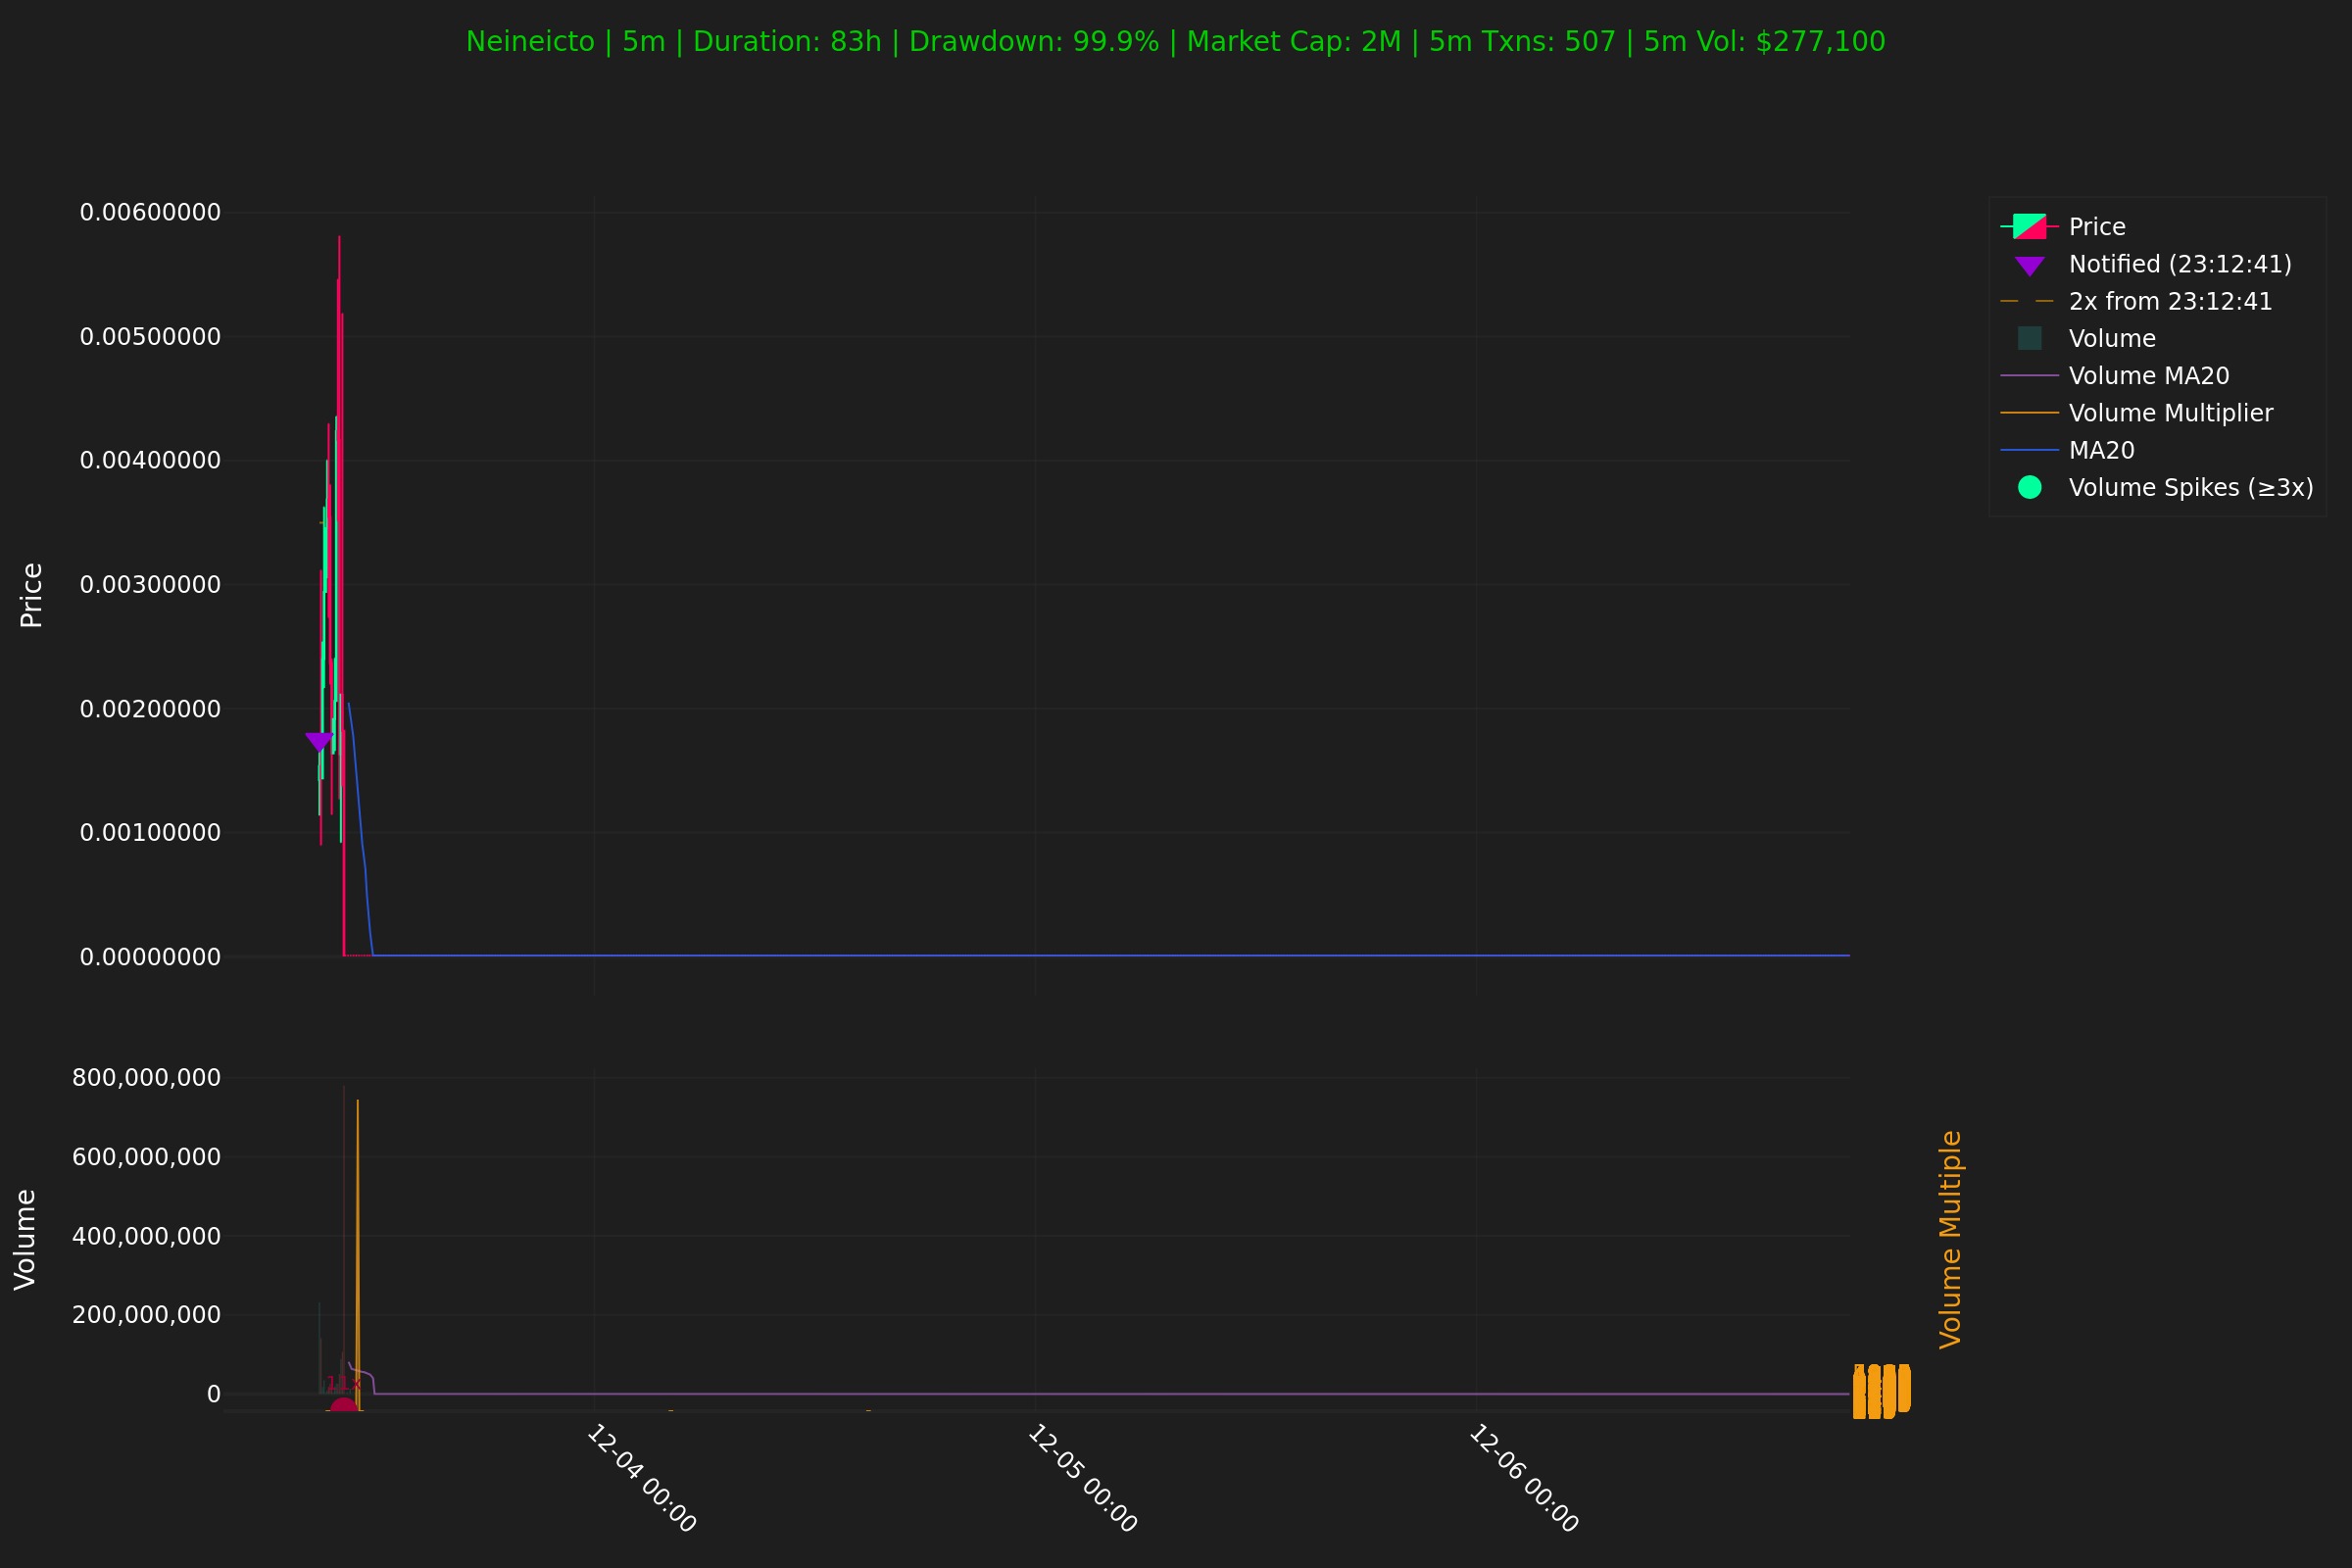 Neineicto | 5m | Duration: 83h | Drawdown: 99.9% | Market Cap: 2M | 5m Txns: 507 | 5m Vol: $277,100
Price
0.00600000
0.00500000
0.00400000
0.00300000
0.00200000
0.00100000
0.00000000
Price
Notified (23:12:41)
2x from 23:12:41
Volume
Volume MA20
Volume Multiplier
MA20
Volume Spikes (≥3x)
Volume
800,000,000
600,000,000
400,000,000
200,000,000
0
11x
Volume Multiple
12-04 00:00
12-05 00:00
12-06 00:00